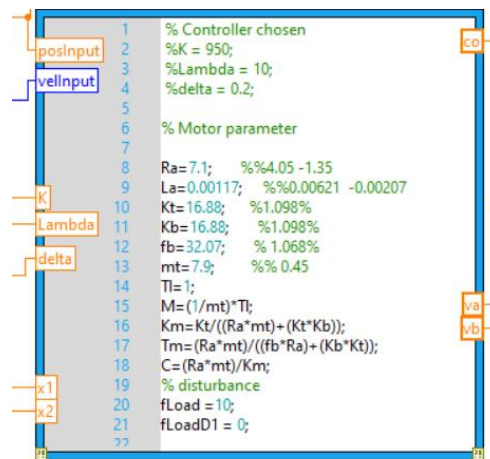 posInput
velInput
K
Lambda
delta
x1
x2
1 % Controller chosen
2 %K = 950;
3 %Lambda = 10;
4 %delta = 0.2;
5
6 % Motor parameter
7
8 Ra=7.1; %%4.05 -1.35
9 La=0.00117; %%0.00621 -0.00207
10 Kt=16.88; %1.098%
11 Kb=16.88; %1.098%
12 fb=32.07; % 1.068%
13 mt=7.9; %% 0.45
14 Tl=1;
15 M=(1/mt)*Tl;
16 Km=Kt/((Ra*mt)+(Kt*Kb));
17 Tm=(Ra*mt)/((fb*Ra)+(Kb*Kt));
18 C=(Ra*mt)/Km;
19 % disturbance
20 fLoad =10;
21 fLoadD1 = 0;
22
co
va
vb